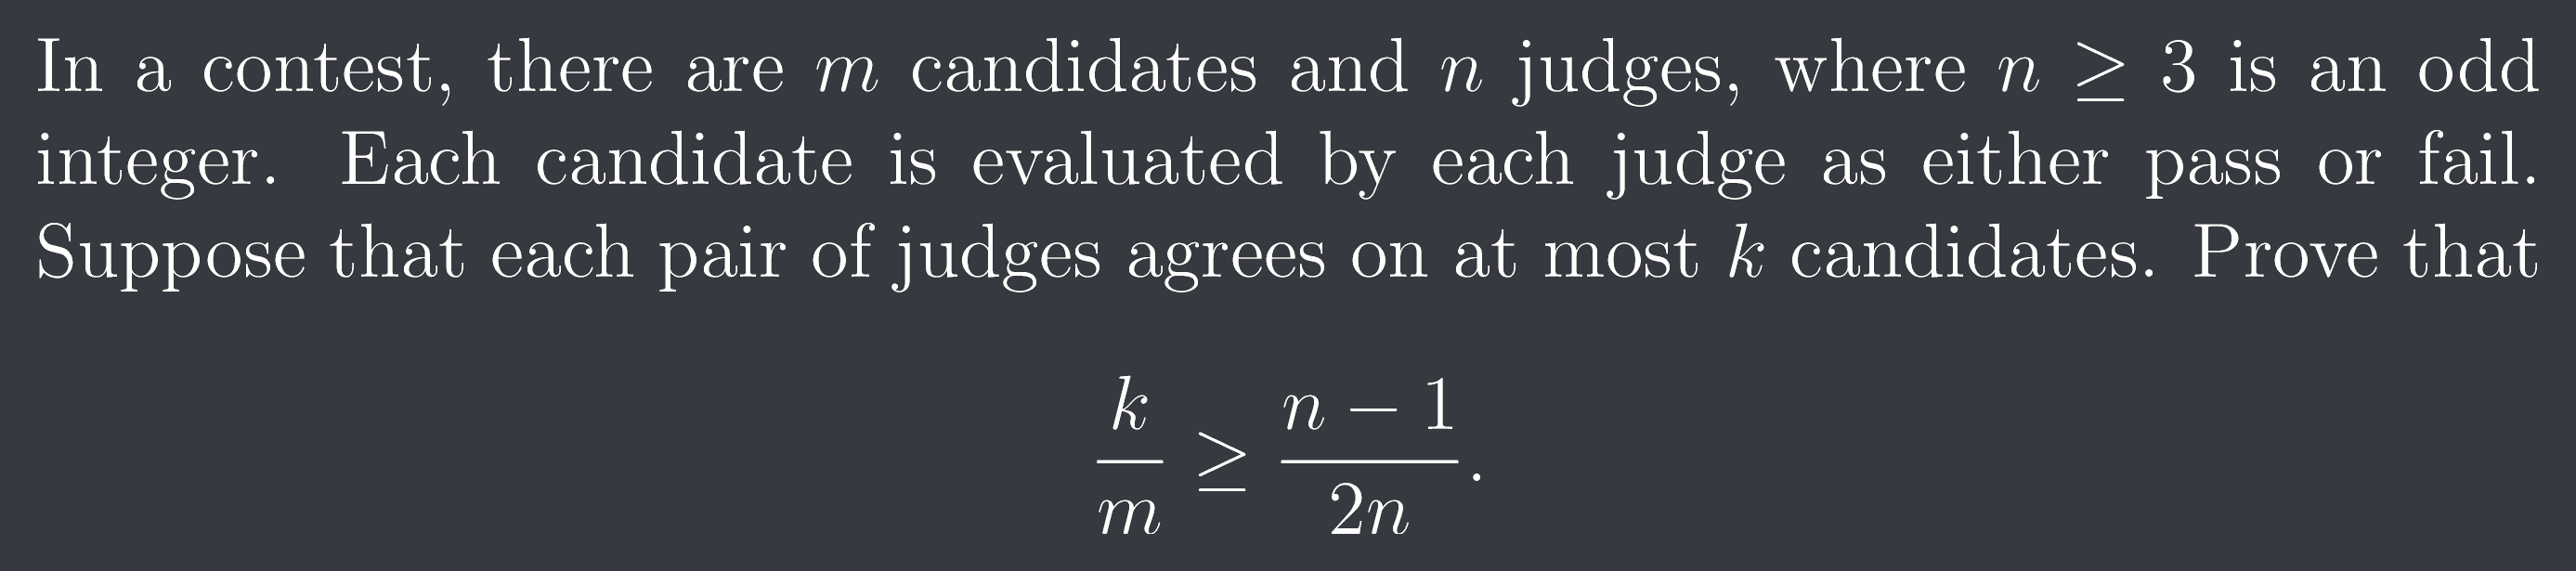 In a contest, there are m candidates and n judges, where n ≥ 3 is an odd
integer. Each candidate is evaluated by each judge as either pass or fail.
Suppose that each pair of judges agrees on at most k candidates. Prove that
k/m ≥ (n − 1)/2n.